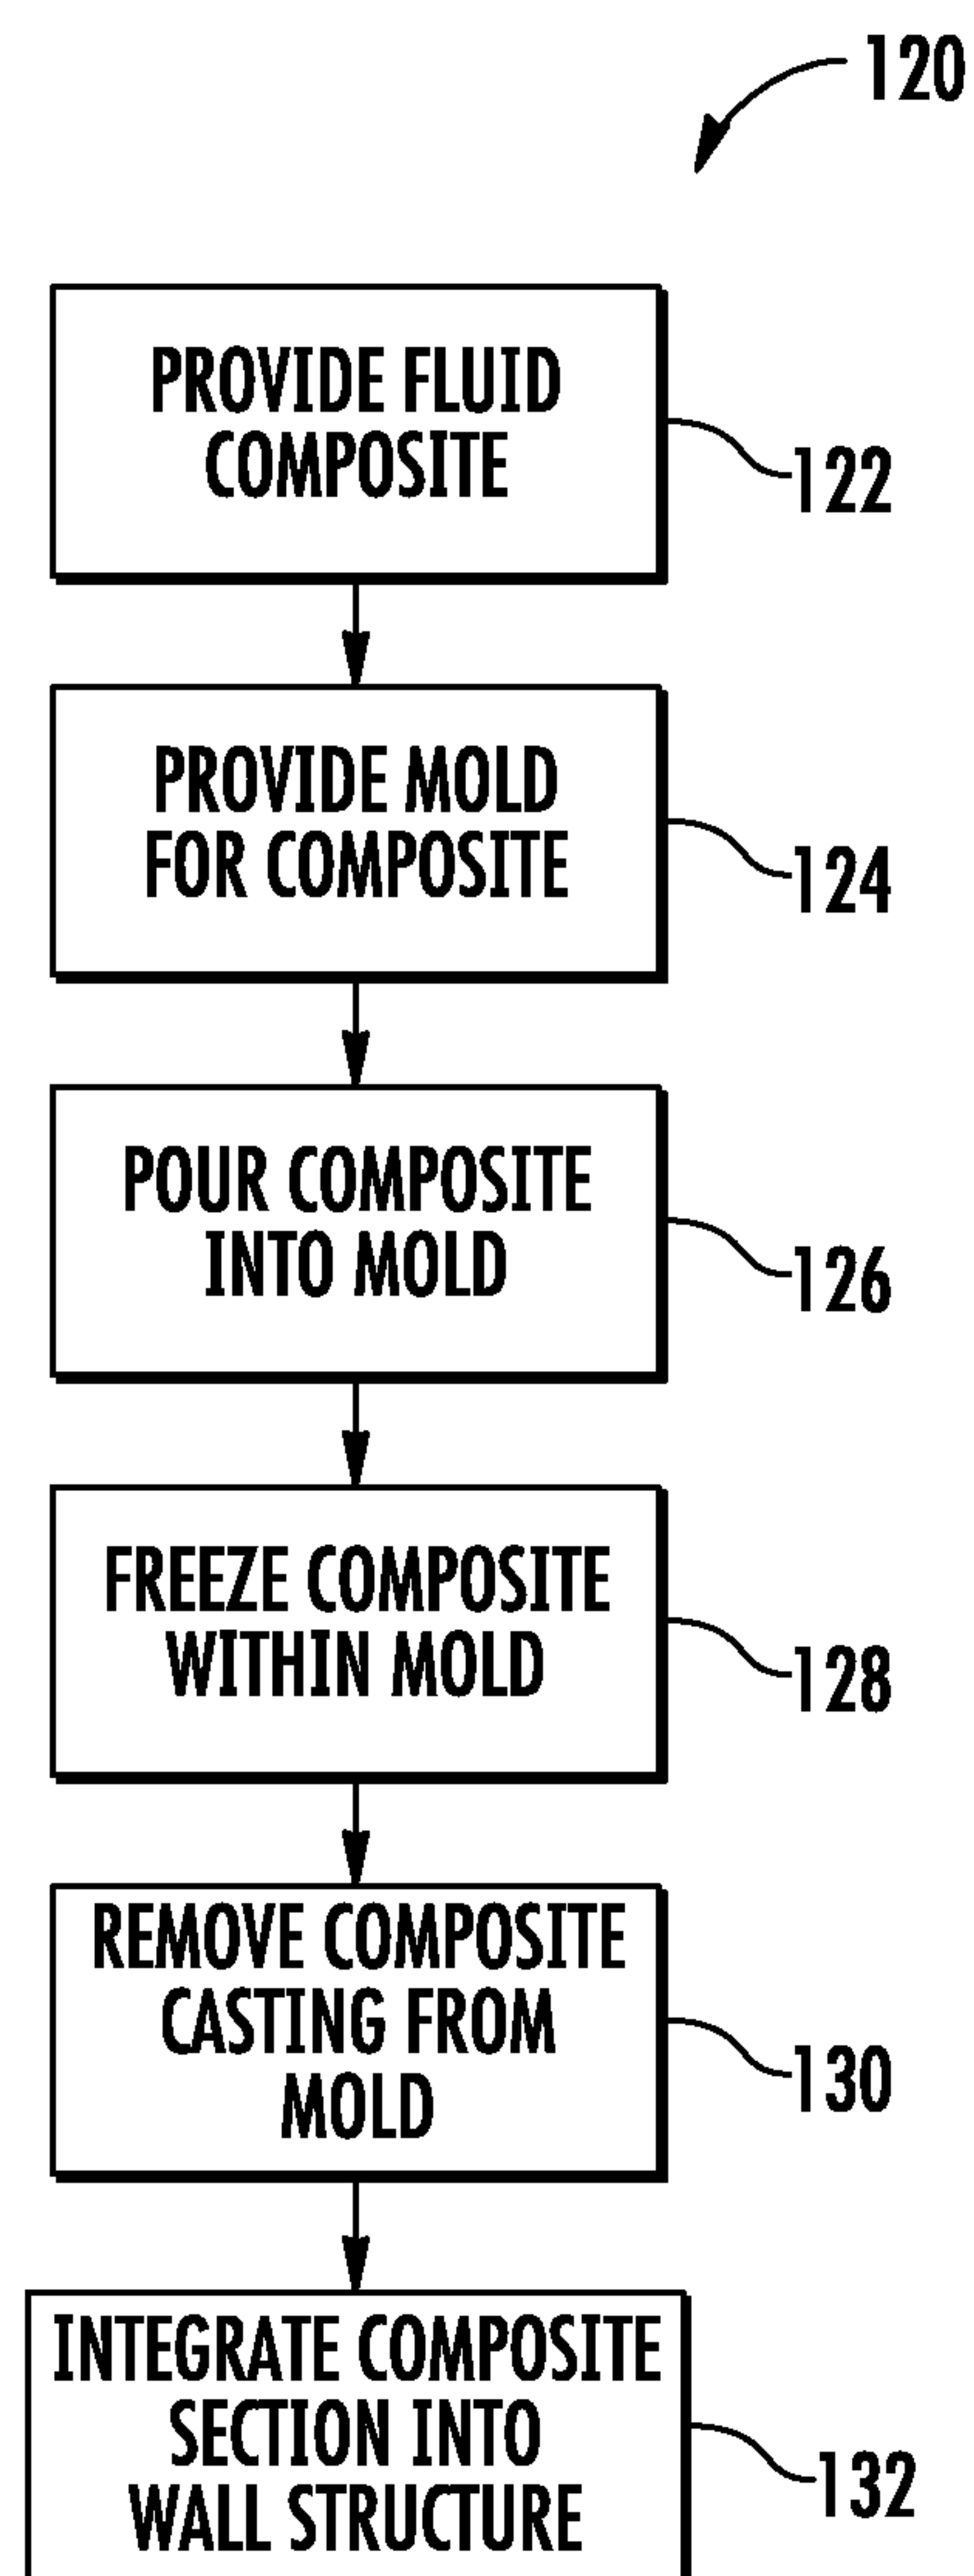 120
PROVIDE FLUID
COMPOSITE
122
PROVIDE MOLD
FOR COMPOSITE
124
POUR COMPOSITE
INTO MOLD
126
FREEZE COMPOSITE
WITHIN MOLD
128
REMOVE COMPOSITE
CASTING FROM
MOLD
130
INTEGRATE COMPOSITE
SECTION INTO
WALL STRUCTURE
132